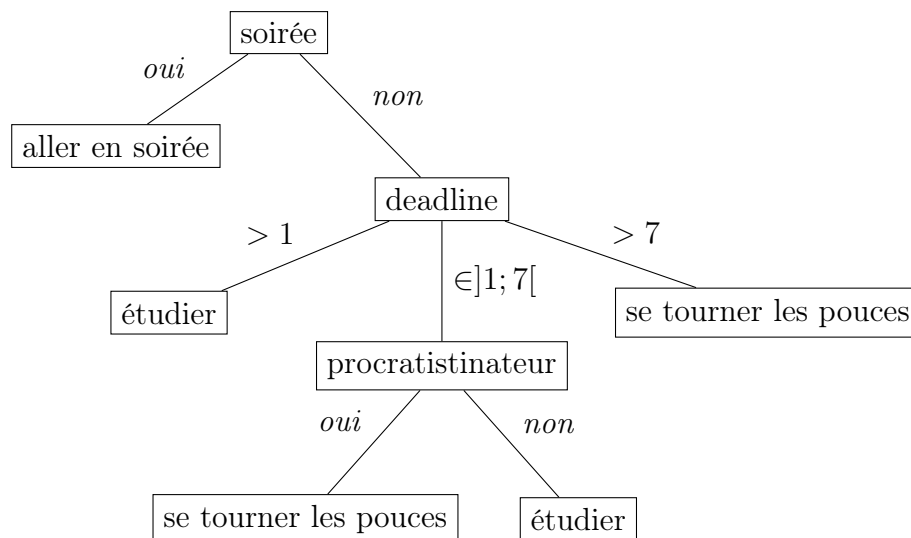 soirée
oui
non
aller en soirée
deadline
> 1
∈]1; 7[
> 7
étudier
se tourner les pouces
procratistinateur
oui
non
se tourner les pouces
étudier